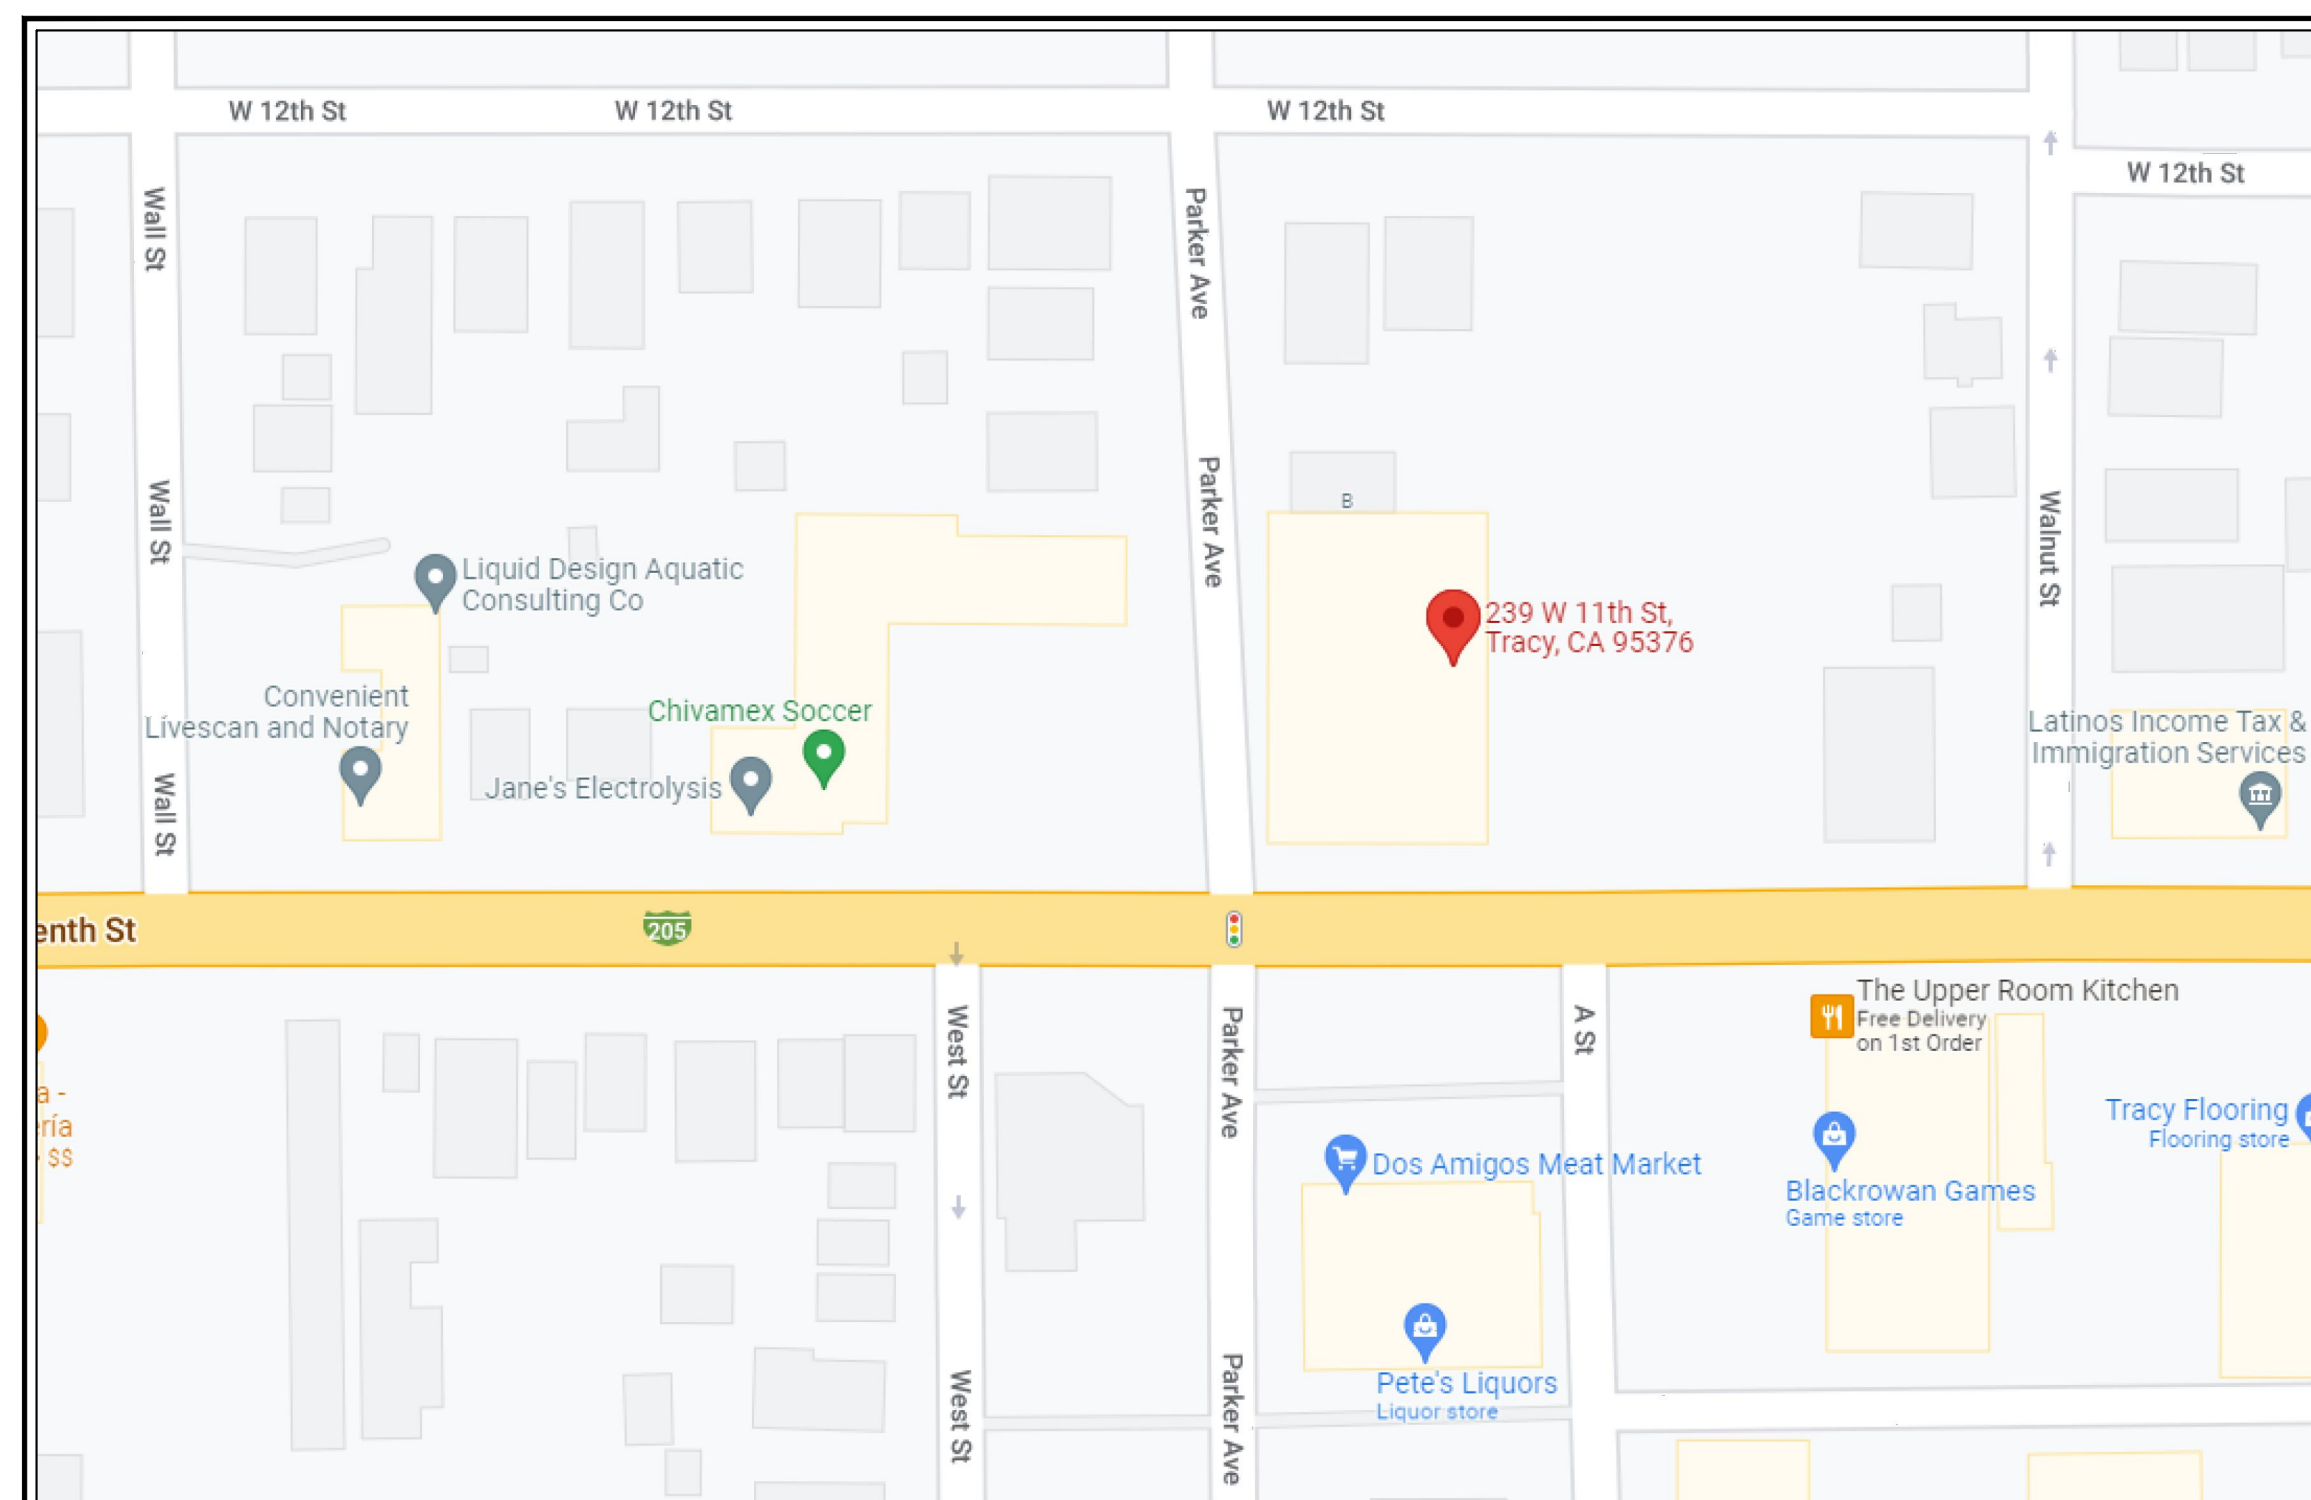 W 12th St
W 12th St
W 12th St
W 12th St
Wall St
Parker Ave
Wall St
Parker Ave
B
Walnut St
Liquid Design Aquatic
Consulting Co
239 W 11th St,
Tracy, CA 95376
Convenient
Livescan and Notary
Chivamex Soccer
Jane's Electrolysis
Wall St
Latinos Income Tax &
Immigration Services
enth St
205
West St
Parker Ave
A St
The Upper Room Kitchen
Free Delivery
on 1st Order
a -
ría
$$
Dos Amigos Meat Market
Tracy Flooring
Flooring store
Blackrowan Games
Game store
Pete's Liquors
Liquor store
West St
Parker Ave